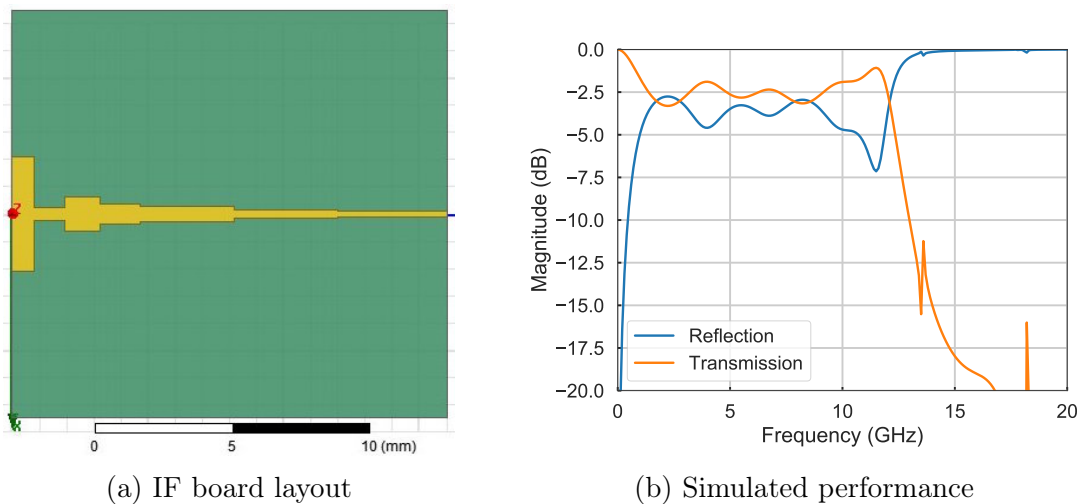 Z
0
5
10 (mm)
(a) IF board layout
0.0
−2.5
−5.0
−7.5
−10.0
−12.5
−15.0
−17.5
−20.0
Magnitude (dB)
Reflection
Transmission
0 5 10 15 20
Frequency (GHz)
(b) Simulated performance